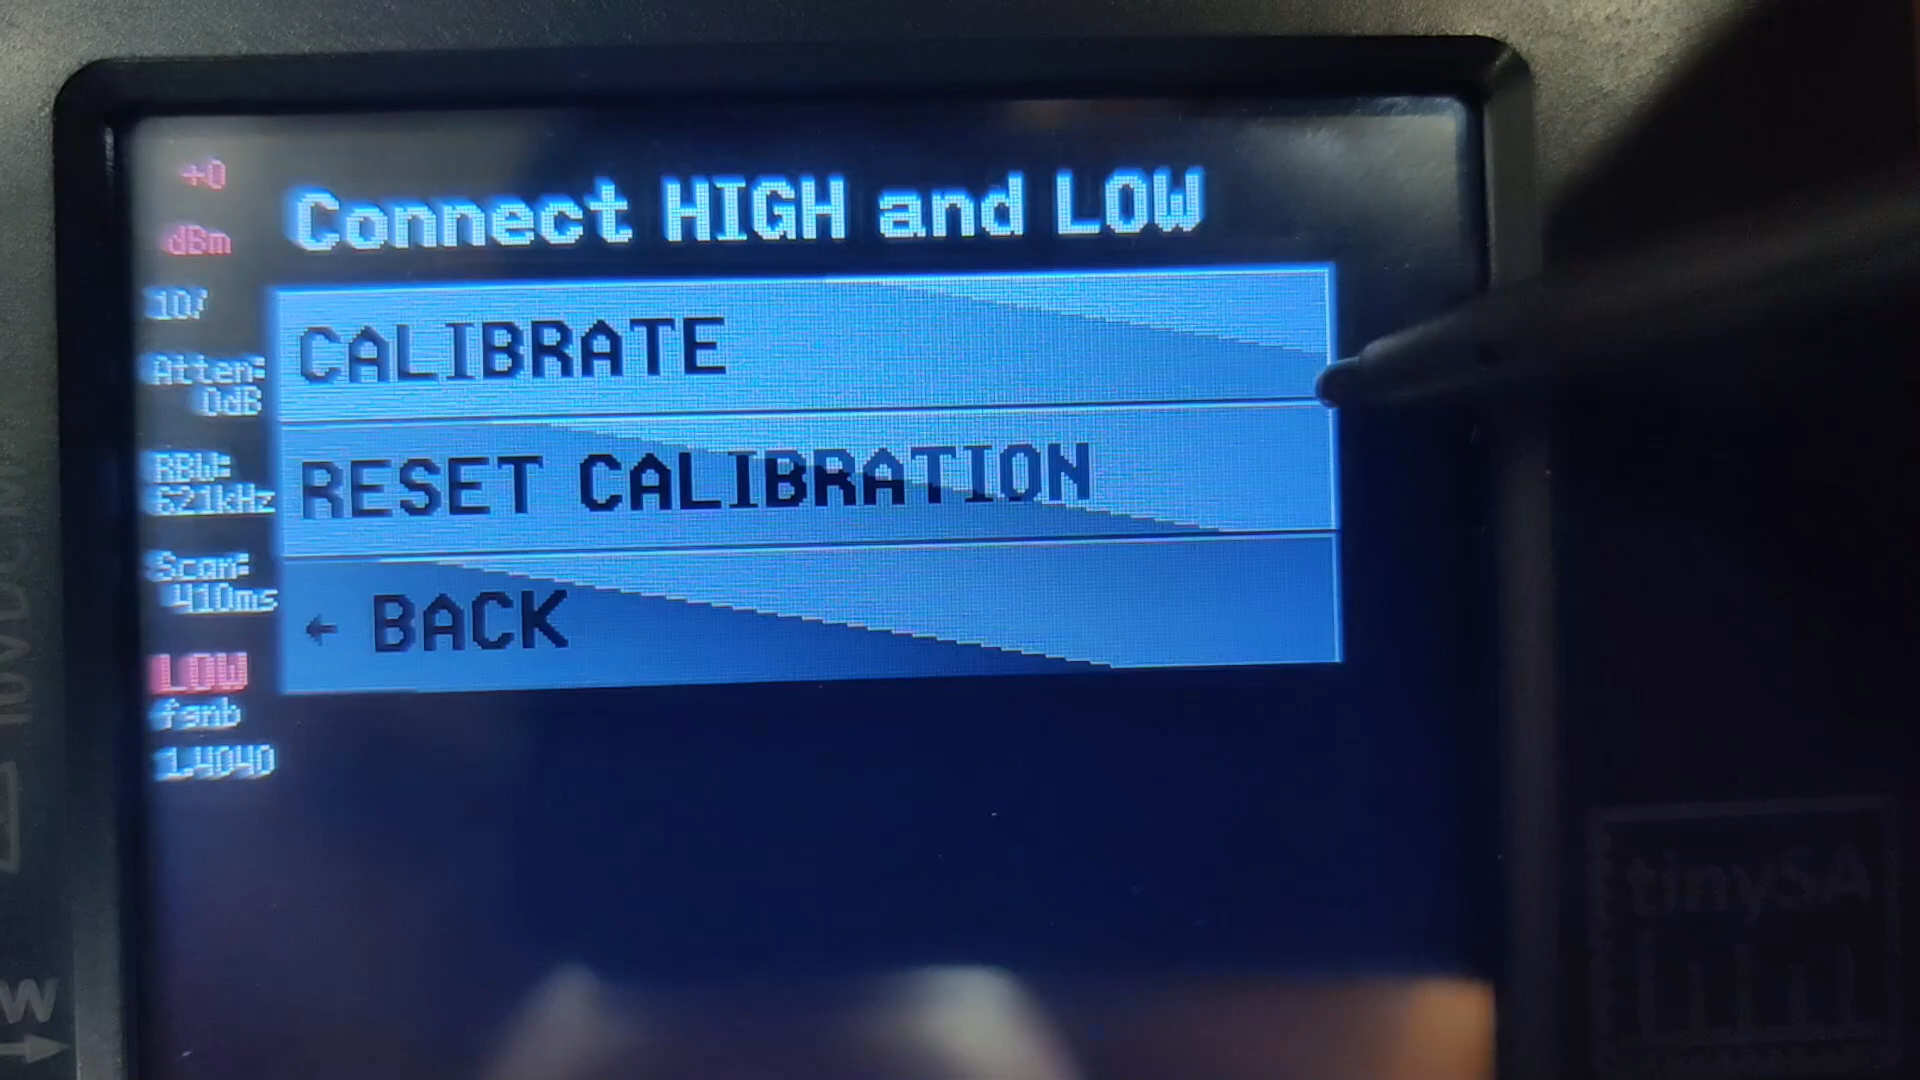 +0
dBm
10/
Atten:
0dB
RBW:
621kHz
Scan:
410ms
LOW
fgnb
1.4040
Connect HIGH and LOW
CALIBRATE
RESET CALIBRATION
← BACK
W
tinySA